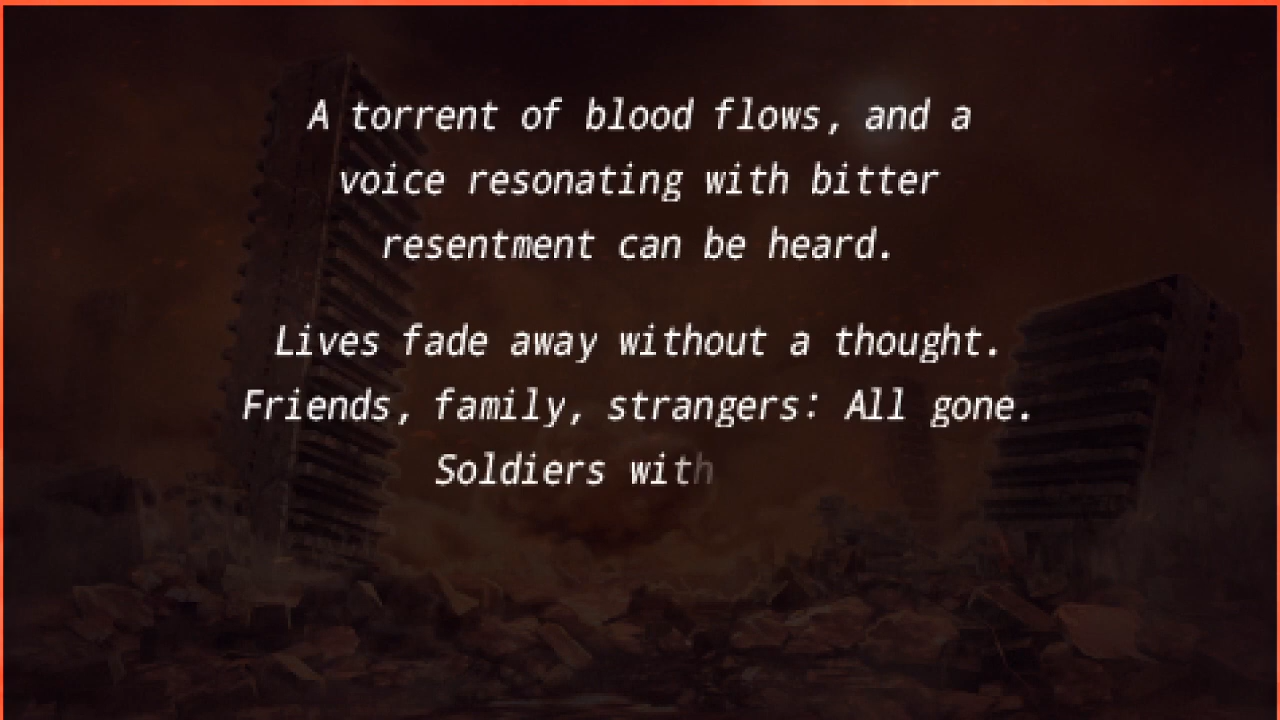 A torrent of blood flows, and a
voice resonating with bitter
resentment can be heard.
Lives fade away without a thought.
Friends, family, strangers: All gone.
Soldiers with